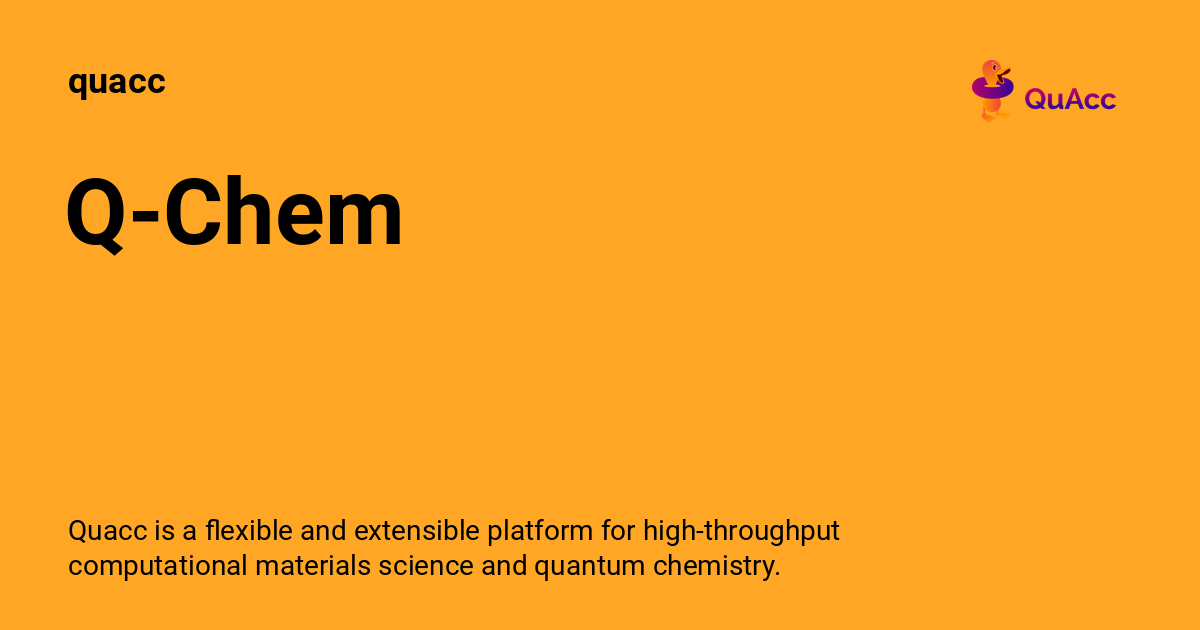 quacc
QuAcc
Q-Chem
Quacc is a flexible and extensible platform for high-throughput
computational materials science and quantum chemistry.